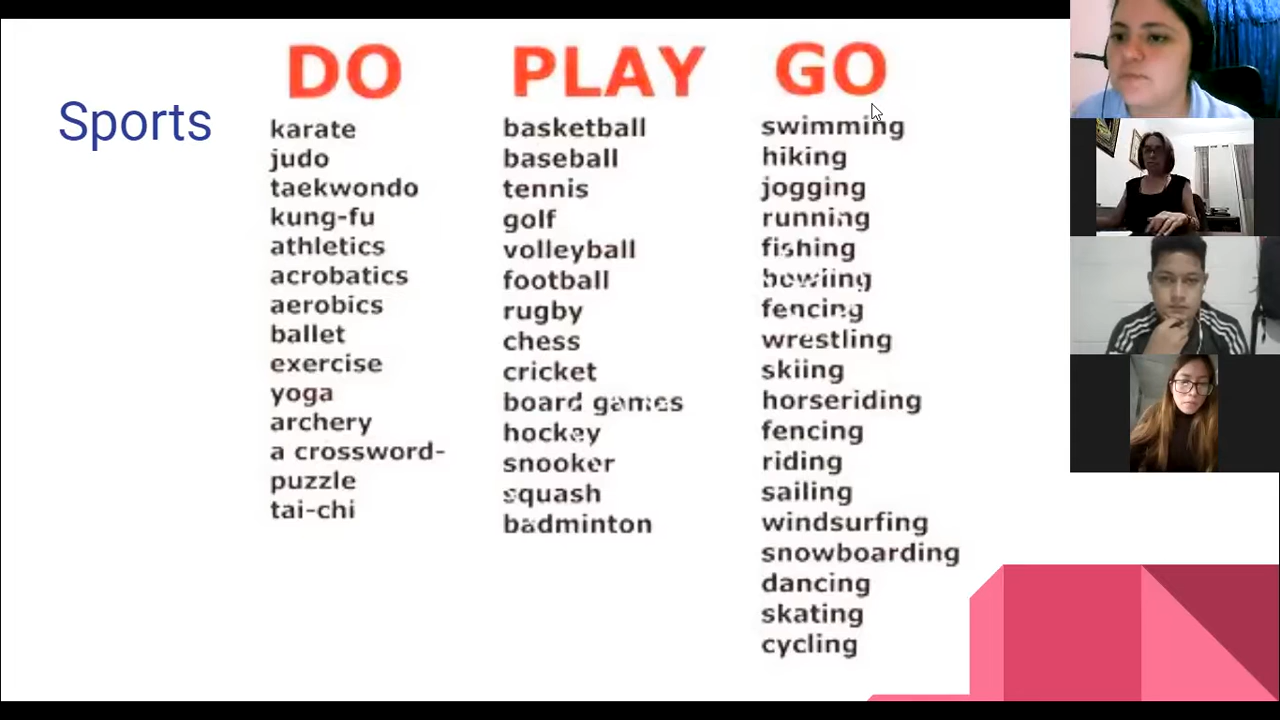 Sports
DO
karate
judo
taekwondo
kung-fu
athletics
acrobatics
aerobics
ballet
exercise
yoga
archery
a crossword-
puzzle
tai-chi
PLAY
basketball
baseball
tennis
golf
volleyball
football
rugby
chess
cricket
board games
hockey
snooker
squash
badminton
GO
swimming
hiking
jogging
running
fishing
bowling
fencing
wrestling
skiing
horseriding
fencing
riding
sailing
windsurfing
snowboarding
dancing
skating
cycling